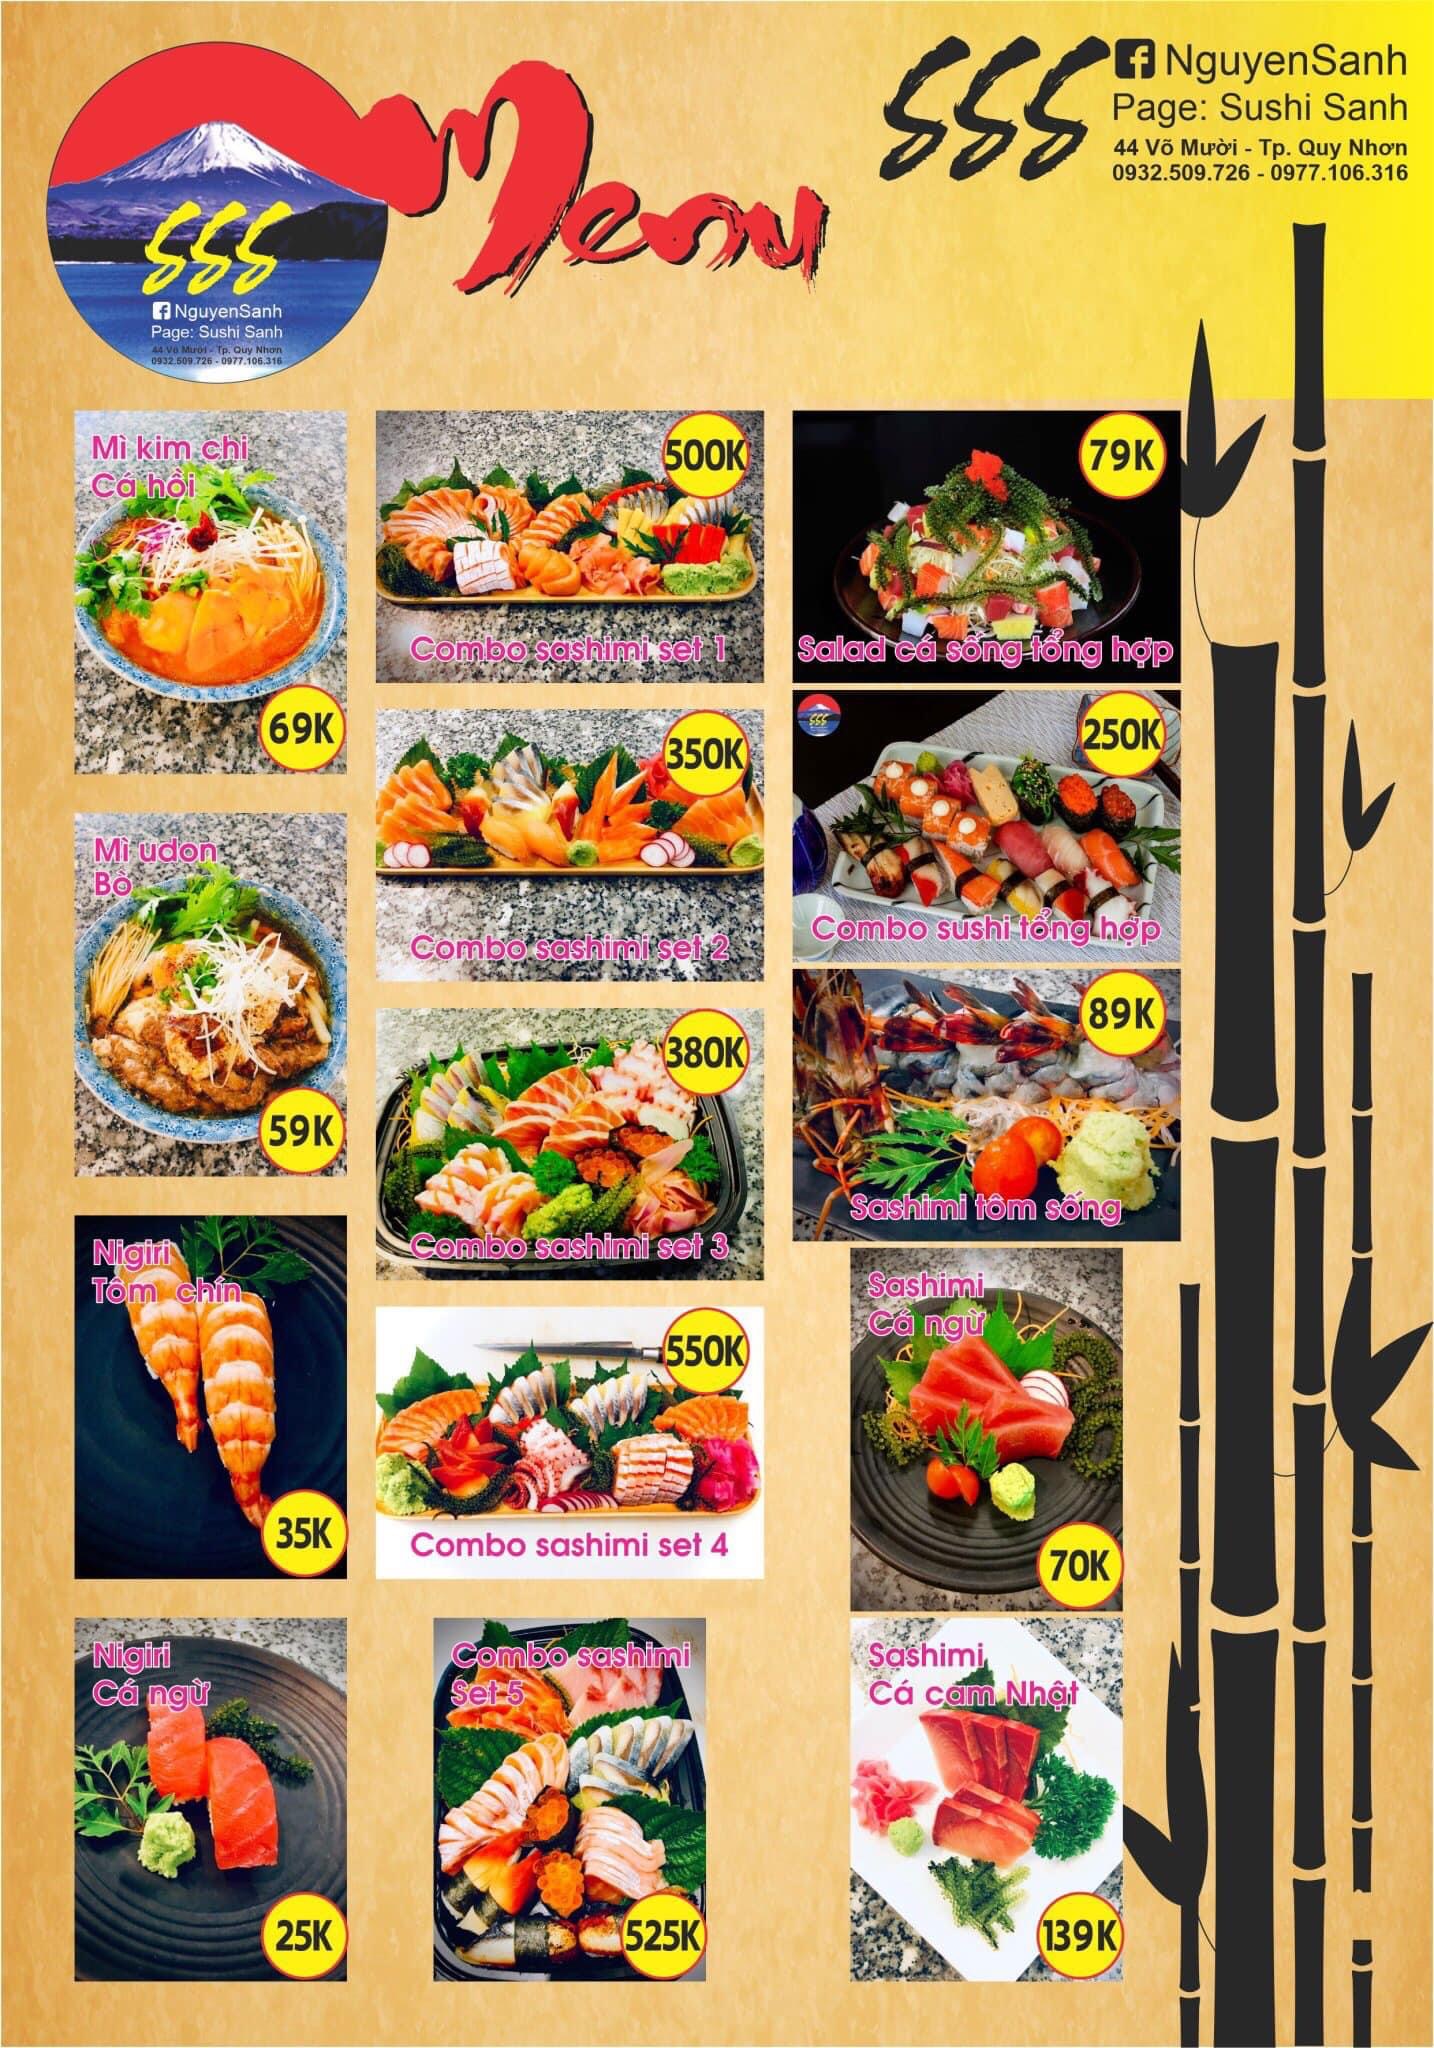 Menu
SSS
NguyenSanh
Page: Sushi Sanh
44 Võ Mười - Tp. Quy Nhơn
0932.509.726 - 0977.106.316
SSS
NguyenSanh
Page: Sushi Sanh
44 Võ Mười - Tp. Quy Nhơn
0932.509.726 - 0977.106.316
Mì kim chi
Cá hồi
69K
Mì udon
Bò
59K
Nigiri
Tôm chín
35K
Nigiri
Cá ngừ
25K
500K
Combo sashimi set 1
350K
Combo sashimi set 2
380K
Combo sashimi set 3
550K
Combo sashimi set 4
Combo sashimi
Set 5
525K
79K
Salad cá sống tổng hợp
SSS
250K
Combo sushi tổng hợp
89K
Sashimi tôm sống
Sashimi
Cá ngừ
70K
Sashimi
Cá cam Nhật
139K